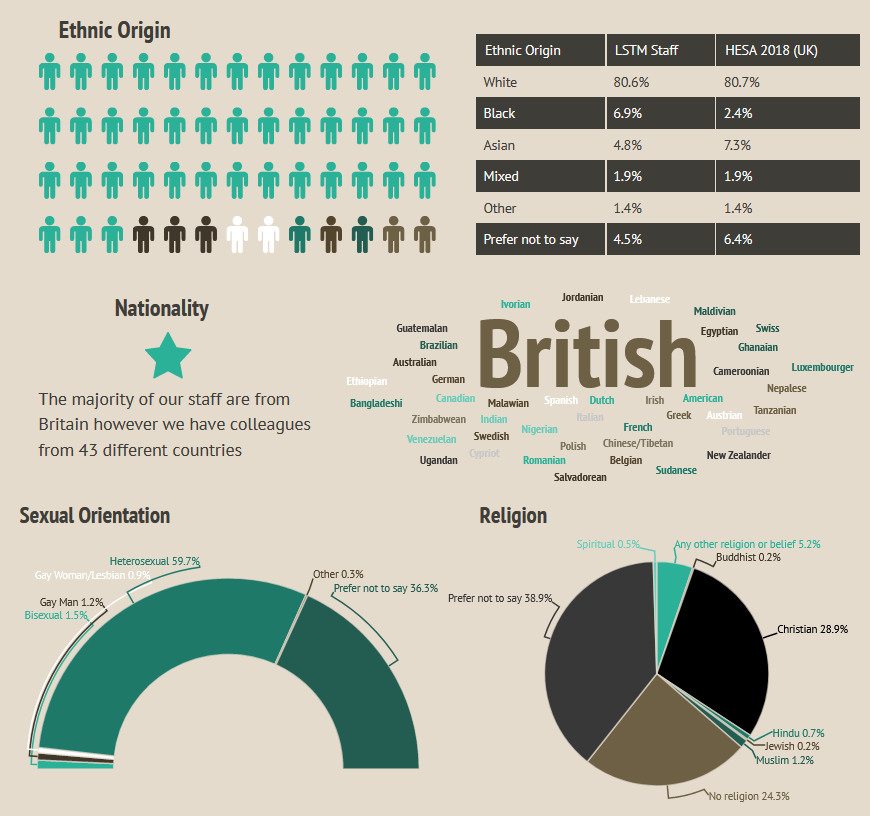 Ethnic Origin
Ethnic Origin LSTM Staff HESA 2018 (UK)
White 80.6% 80.7%
Black 6.9% 2.4%
Asian 4.8% 7.3%
Mixed 1.9% 1.9%
Other 1.4% 1.4%
Prefer not to say 4.5% 6.4%
Nationality
The majority of our staff are from
Britain however we have colleagues
from 43 different countries
Ivorian Jordanian Lebanese
Maldivian
Guatemalan British Egyptian Swiss
Brazilian Ghanaian
Australian Cameroonian Luxembourger
Ethiopian German Nepalese
Bangladeshi Canadian Malawian Spanish Dutch Irish American
Zimbabwean Indian Italian Greek Austrian Tanzanian
Venezuelan Swedish Nigerian French Portuguese
Polish Chinese/Tibetan
Ugandan Cypriot Romanian Belgian New Zealander
Salvadorean Sudanese
Sexual Orientation
Heterosexual 59.7%
Gay Woman/Lesbian 0.9%
Other 0.3%
Prefer not to say 36.3%
Gay Man 1.2%
Bisexual 1.5%
Religion
Spiritual 0.5% Any other religion or belief 5.2%
Buddhist 0.2%
Prefer not to say 38.9%
Christian 28.9%
Hindu 0.7%
Jewish 0.2%
Muslim 1.2%
No religion 24.3%